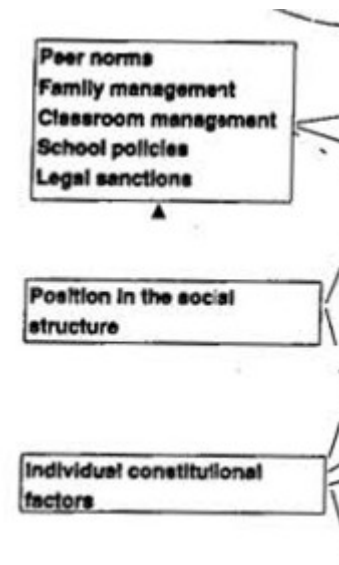 Peer norms
Family management
Classroom management
School policies
Legal sanctions
Position in the social
structure
Individual constitutional
factors